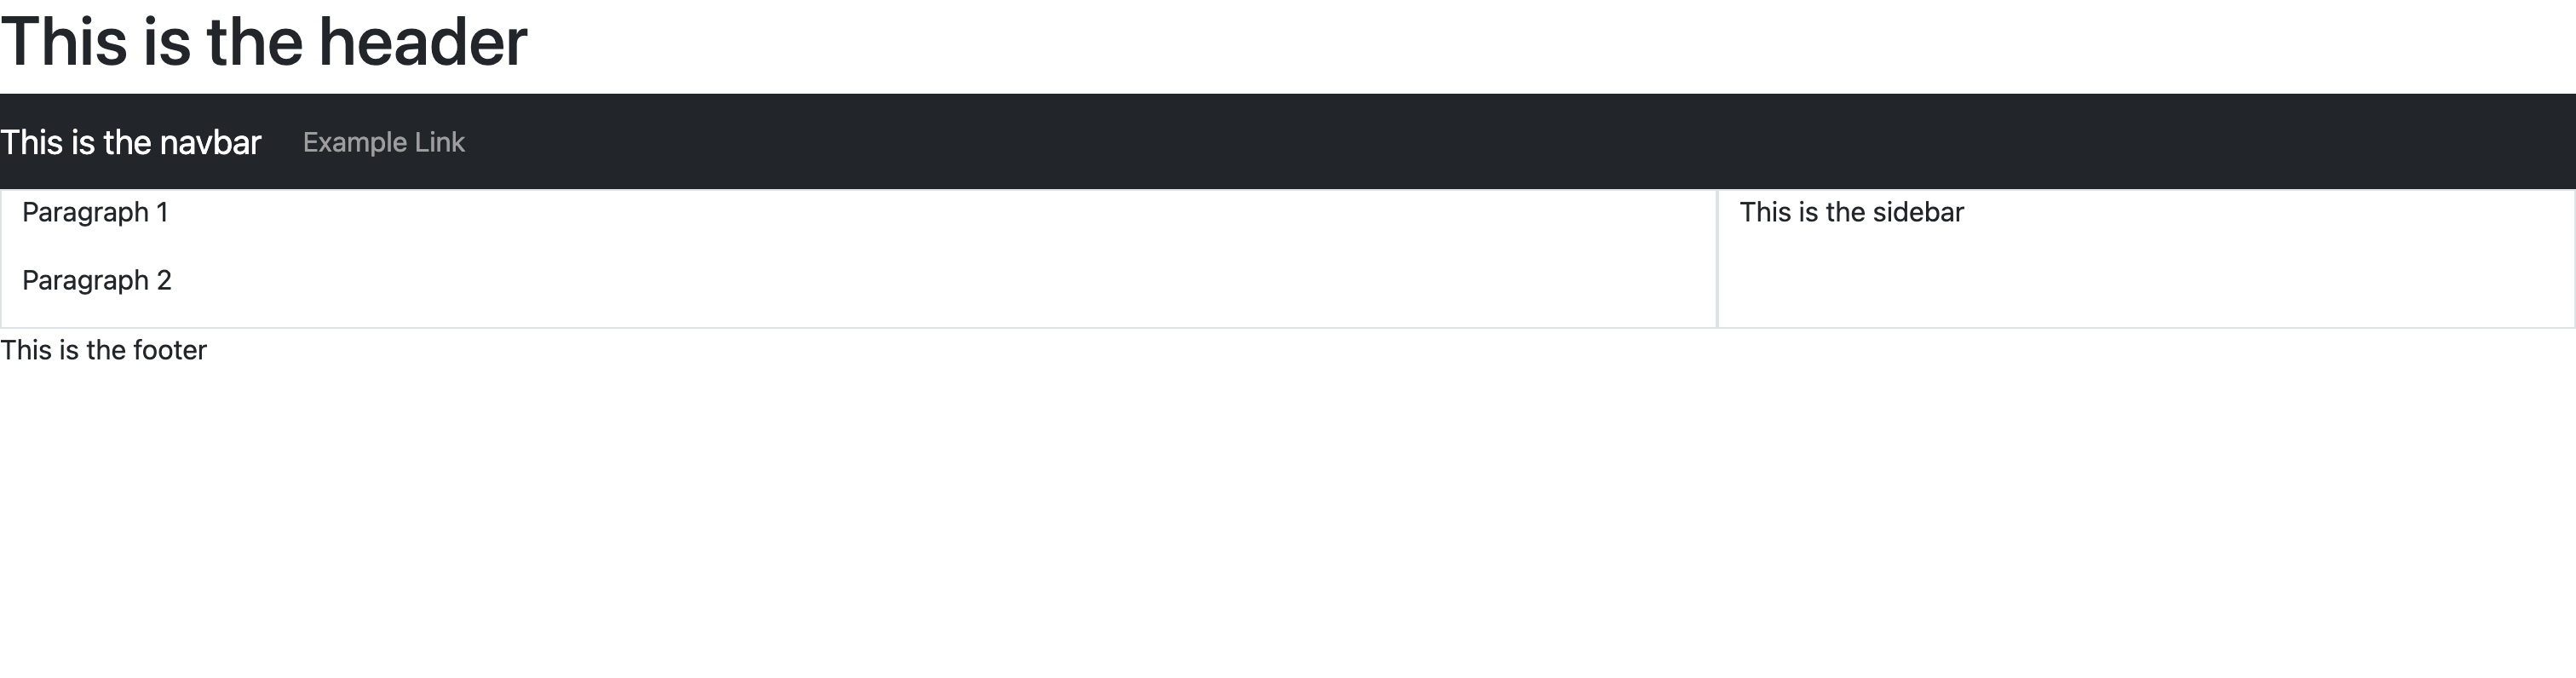 This is the header
This is the navbar Example Link
Paragraph 1
Paragraph 2
This is the sidebar
This is the footer